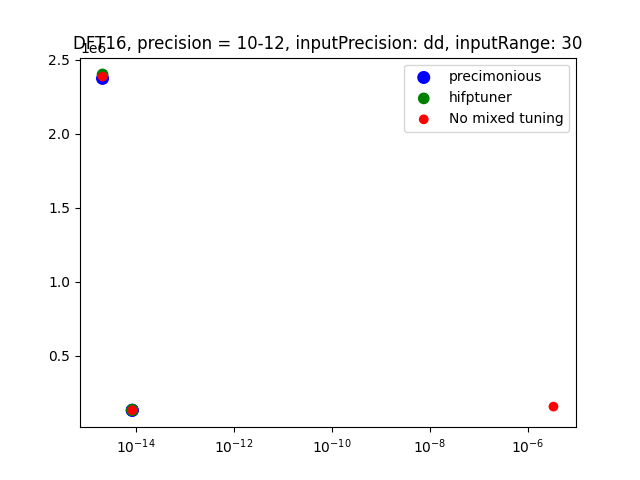 DFT16, precision = 10-12, inputPrecision: dd, inputRange: 30
1e6
2.5
2.0
1.5
1.0
0.5
precimonious
hifptuner
No mixed tuning
10⁻¹⁴ 10⁻¹² 10⁻¹⁰ 10⁻⁸ 10⁻⁶